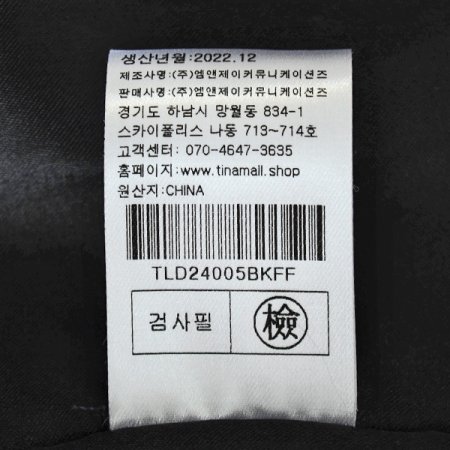 생산년월:2022.12
제조사명:(주)엠앤제이커뮤니케이션즈
판매사명:(주)엠앤제이커뮤니케이션즈
경기도 하남시 망월동 834-1
스카이폴리스 나동 713~714호
고객센터: 070-4647-3635
홈페이지:www.tinamall.shop
원산지:CHINA
TLD24005BKFF
검사필 檢